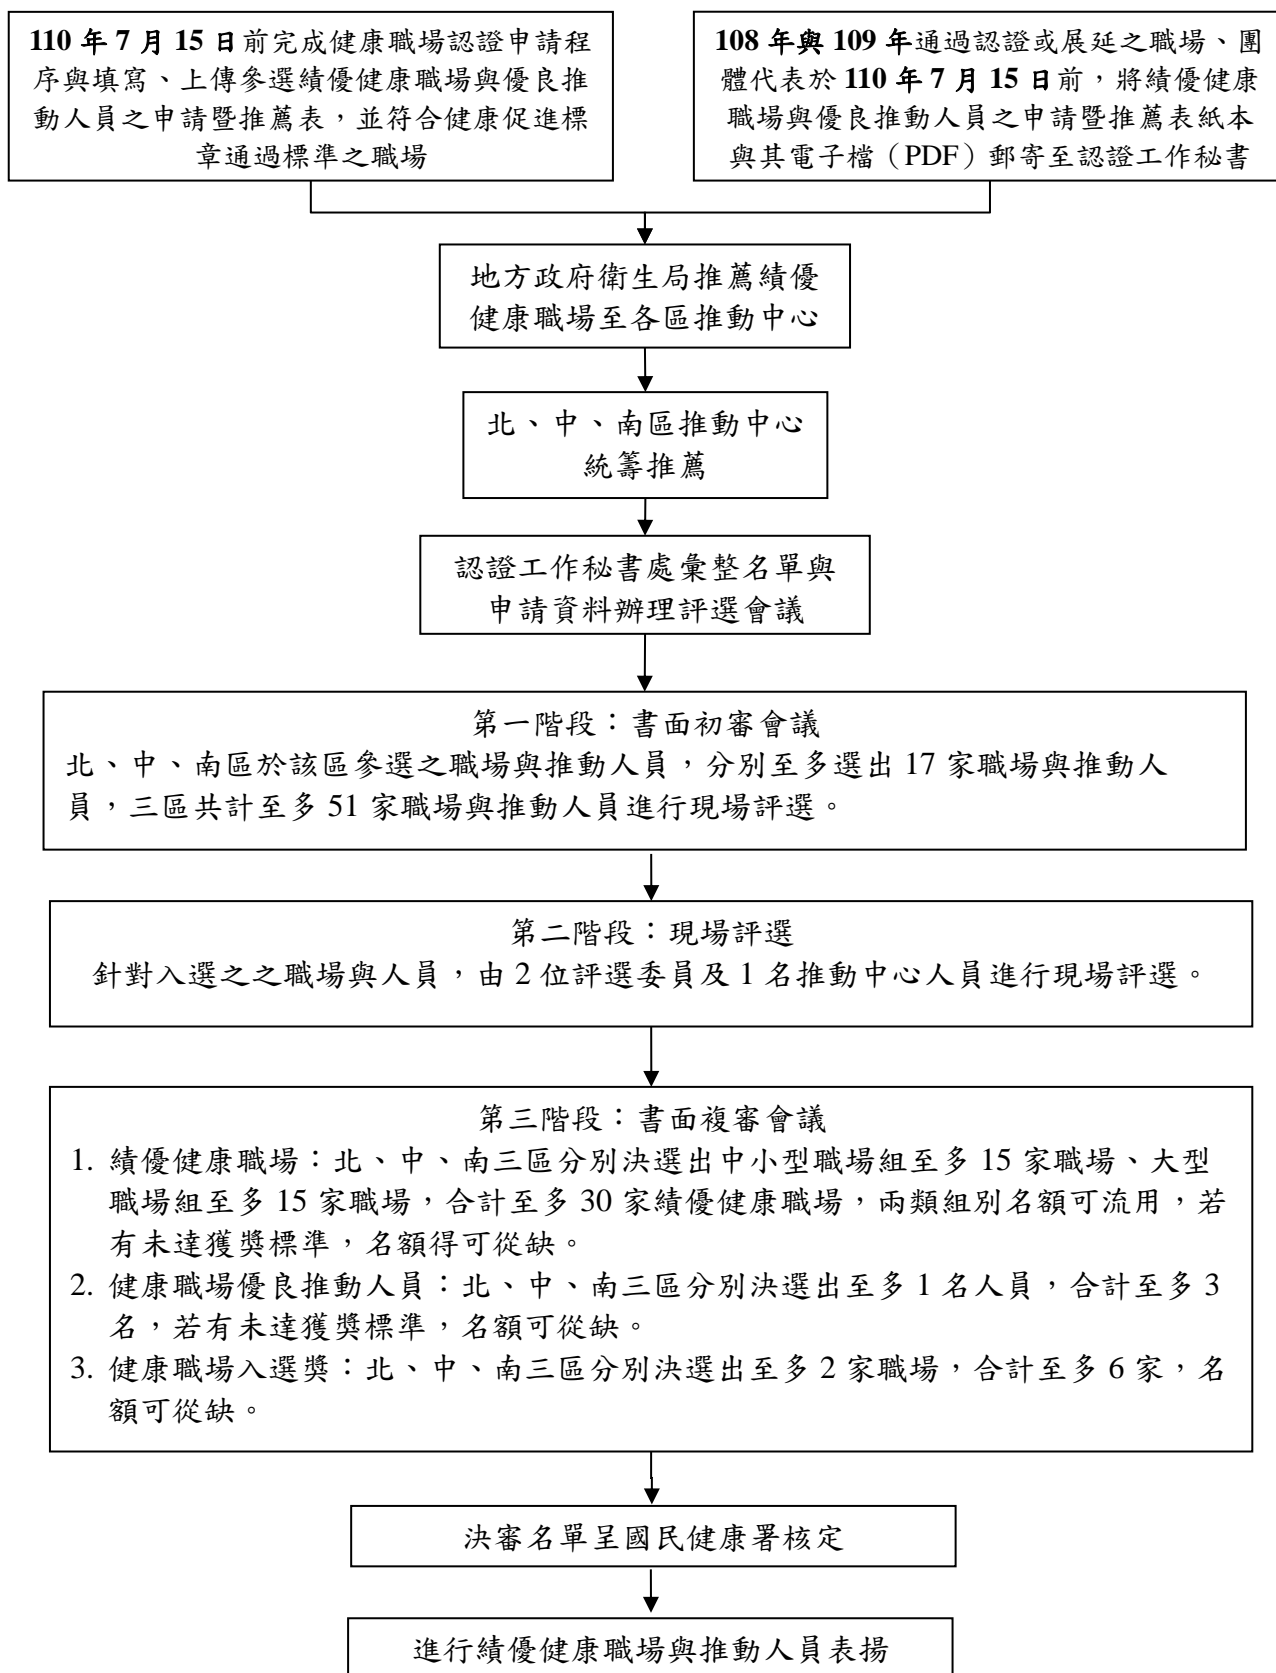 110 年 7 月 15 日前完成健康職場認證申請程
序與填寫、上傳參選績優健康職場與優良推
動人員之申請暨推薦表，並符合健康促進標
章通過標準之職場
108 年與 109 年通過認證或展延之職場、團
體代表於 110 年 7 月 15 日前，將績優健康
職場與優良推動人員之申請暨推薦表紙本
與其電子檔（PDF）郵寄至認證工作秘書
地方政府衛生局推薦績優
健康職場至各區推動中心
北、中、南區推動中心
統籌推薦
認證工作秘書處彙整名單與
申請資料辦理評選會議
第一階段：書面初審會議
北、中、南區於該區參選之職場與推動人員，分別至多選出 17 家職場與推動人
員，三區共計至多 51 家職場與推動人員進行現場評選。
第二階段：現場評選
針對入選之之職場與人員，由 2 位評選委員及 1 名推動中心人員進行現場評選。
第三階段：書面複審會議
1. 績優健康職場：北、中、南三區分別決選出中小型職場組至多 15 家職場、大型
職場組至多 15 家職場，合計至多 30 家績優健康職場，兩類組別名額可流用，若
有未達獲獎標準，名額得可從缺。
2. 健康職場優良推動人員：北、中、南三區分別決選出至多 1 名人員，合計至多 3
名，若有未達獲獎標準，名額可從缺。
3. 健康職場入選獎：北、中、南三區分別決選出至多 2 家職場，合計至多 6 家，名
額可從缺。
決審名單呈國民健康署核定
進行績優健康職場與推動人員表揚